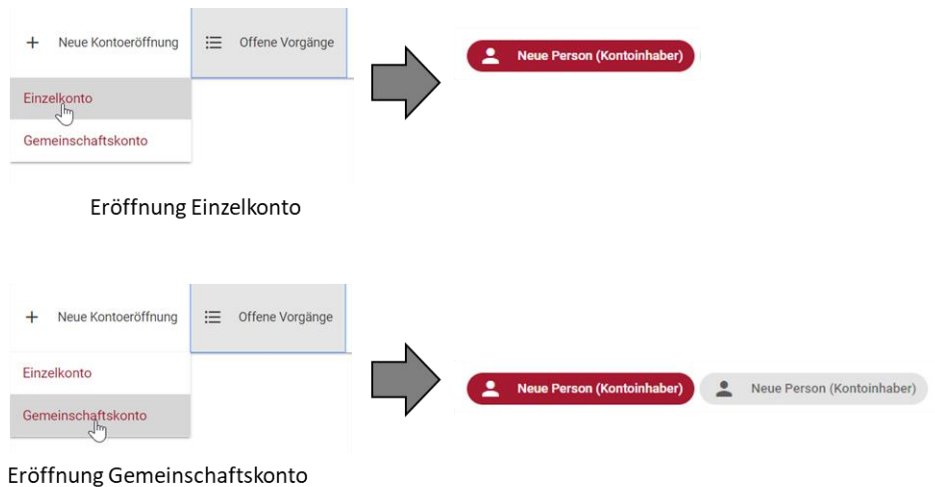 Neue Kontoeröffnung Offene Vorgänge
Neue Person (Kontoinhaber)
Einzelkonto
Gemeinschaftskonto
Eröffnung Einzelkonto
Neue Kontoeröffnung Offene Vorgänge
Einzelkonto
Neue Person (Kontoinhaber) Neue Person (Kontoinhaber)
Gemeinschaftskonto
Eröffnung Gemeinschaftskonto